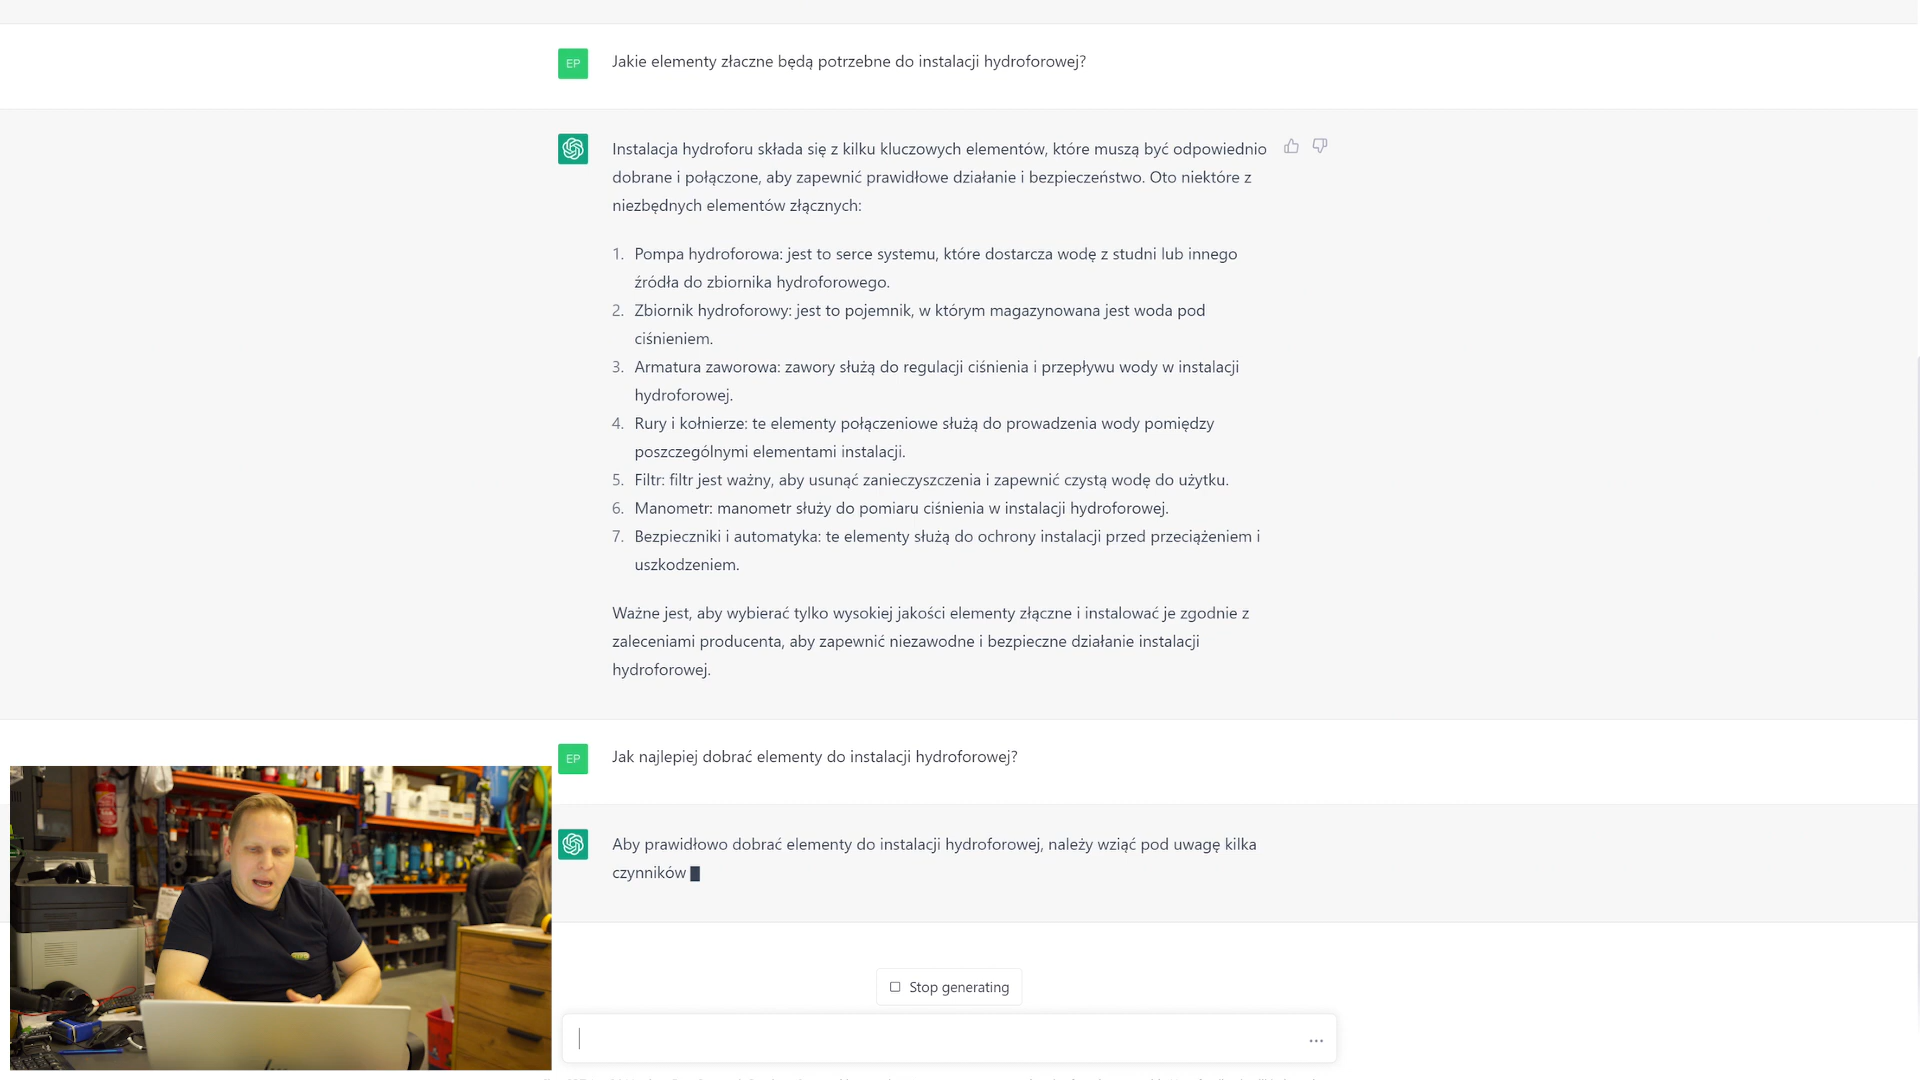 EP
Jakie elementy złaczne będą potrzebne do instalacji hydroforowej?
Instalacja hydroforu składa się z kilku kluczowych elementów, które muszą być odpowiednio
dobrane i połączone, aby zapewnić prawidłowe działanie i bezpieczeństwo. Oto niektóre z
niezbędnych elementów złącznych:
1. Pompa hydroforowa: jest to serce systemu, które dostarcza wodę z studni lub innego
źródła do zbiornika hydroforowego.
2. Zbiornik hydroforowy: jest to pojemnik, w którym magazynowana jest woda pod
ciśnieniem.
3. Armatura zaworowa: zawory służą do regulacji ciśnienia i przepływu wody w instalacji
hydroforowej.
4. Rury i kołnierze: te elementy połączeniowe służą do prowadzenia wody pomiędzy
poszczególnymi elementami instalacji.
5. Filtr: filtr jest ważny, aby usunąć zanieczyszczenia i zapewnić czystą wodę do użytku.
6. Manometr: manometr służy do pomiaru ciśnienia w instalacji hydroforowej.
7. Bezpieczniki i automatyka: te elementy służą do ochrony instalacji przed przeciążeniem i
uszkodzeniem.
Ważne jest, aby wybierać tylko wysokiej jakości elementy złączne i instalować je zgodnie z
zaleceniami producenta, aby zapewnić niezawodne i bezpieczne działanie instalacji
hydroforowej.
EP
Jak najlepiej dobrać elementy do instalacji hydroforowej?
Aby prawidłowo dobrać elementy do instalacji hydroforowej, należy wziąć pod uwagę kilka
czynników
Stop generating